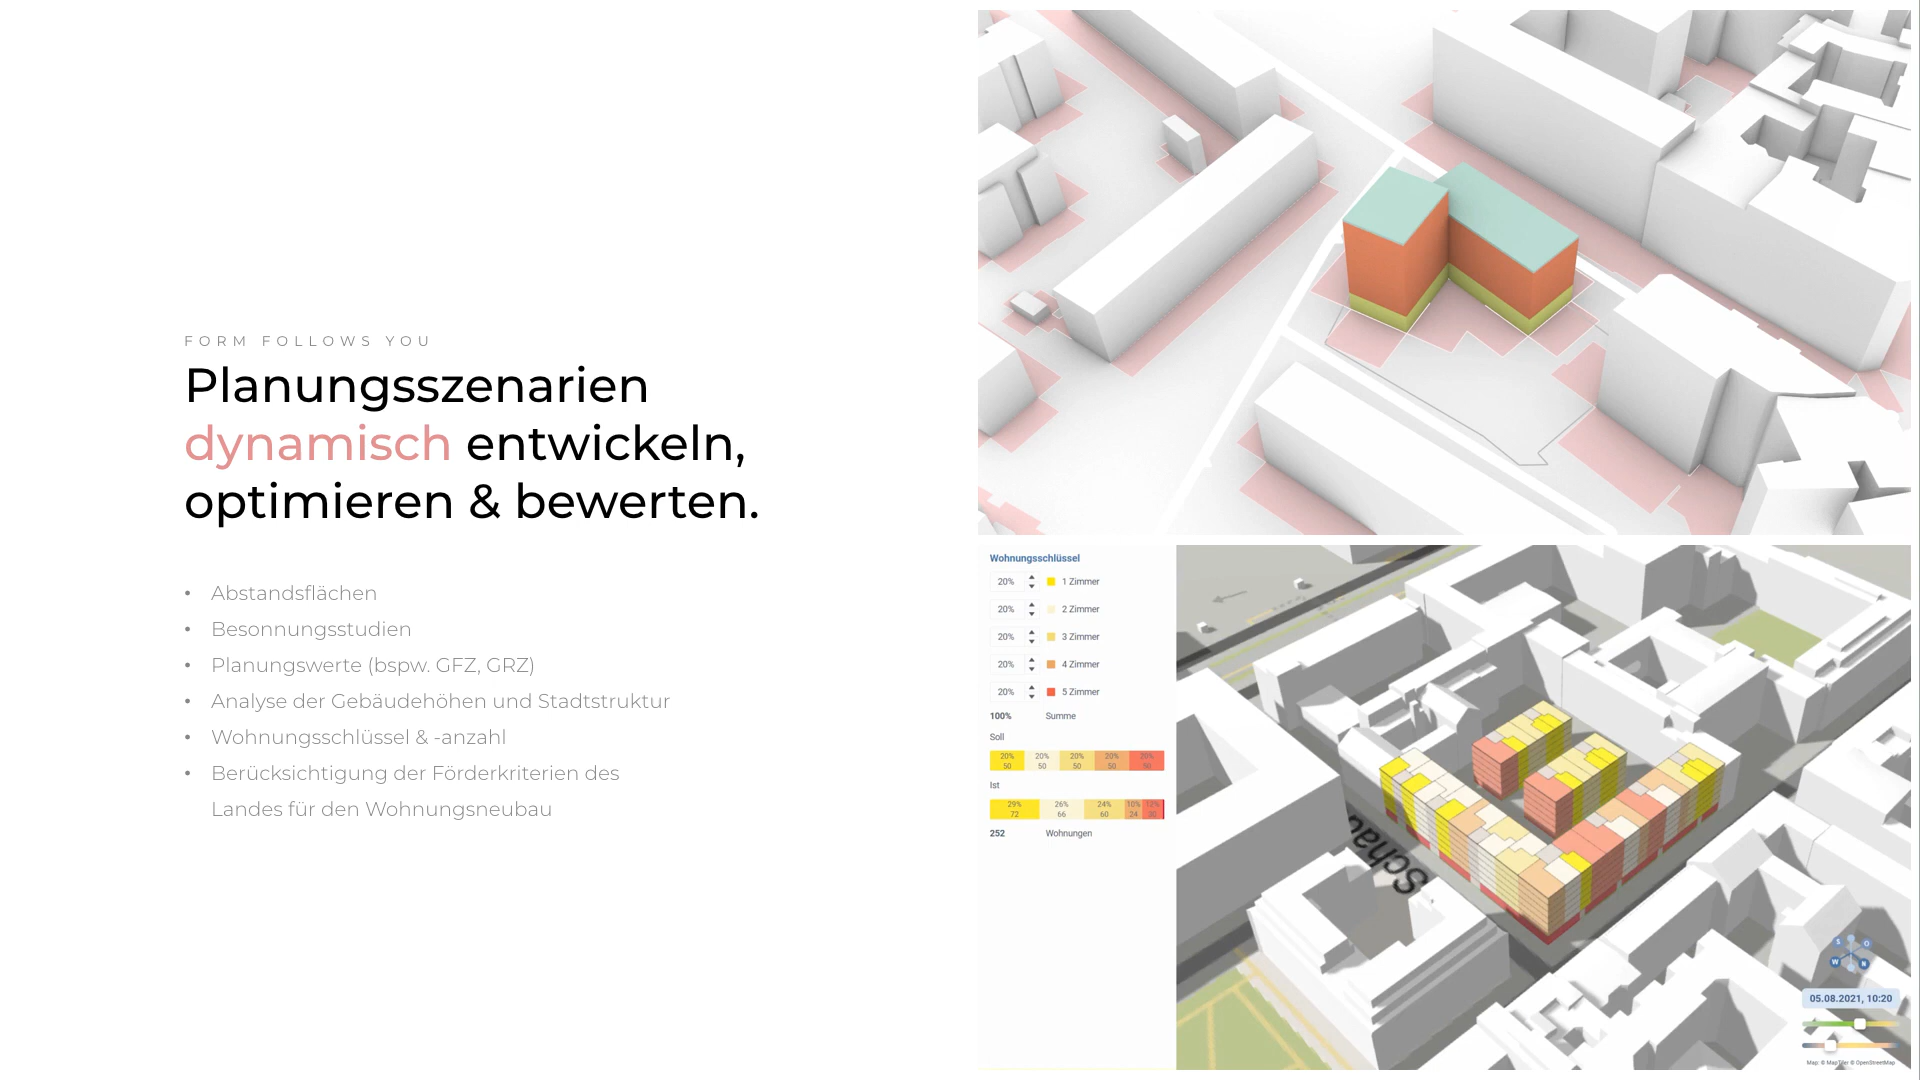 FORM FOLLOWS YOU
Planungsszenarien
dynamisch entwickeln,
optimieren & bewerten.
• Abstandsflächen
• Besonnungsstudien
• Planungswerte (bspw. GFZ, GRZ)
• Analyse der Gebäudehöhen und Stadtstruktur
• Wohnungsschlüssel & -anzahl
• Berücksichtigung der Förderkriterien des
Landes für den Wohnungsneubau
Wohnungsschlüssel
20% 1 Zimmer
20% 2 Zimmer
20% 3 Zimmer
20% 4 Zimmer
20% 5 Zimmer
100% Summe
Soll
20% 20% 20% 20% 20%
50 50 50 50 50
Ist
29% 26% 24% 10% 12%
72 66 60 24 30
252 Wohnungen
Schau
S O
W N
05.08.2021, 10:20
Map: © MapTiler © OpenStreetMap